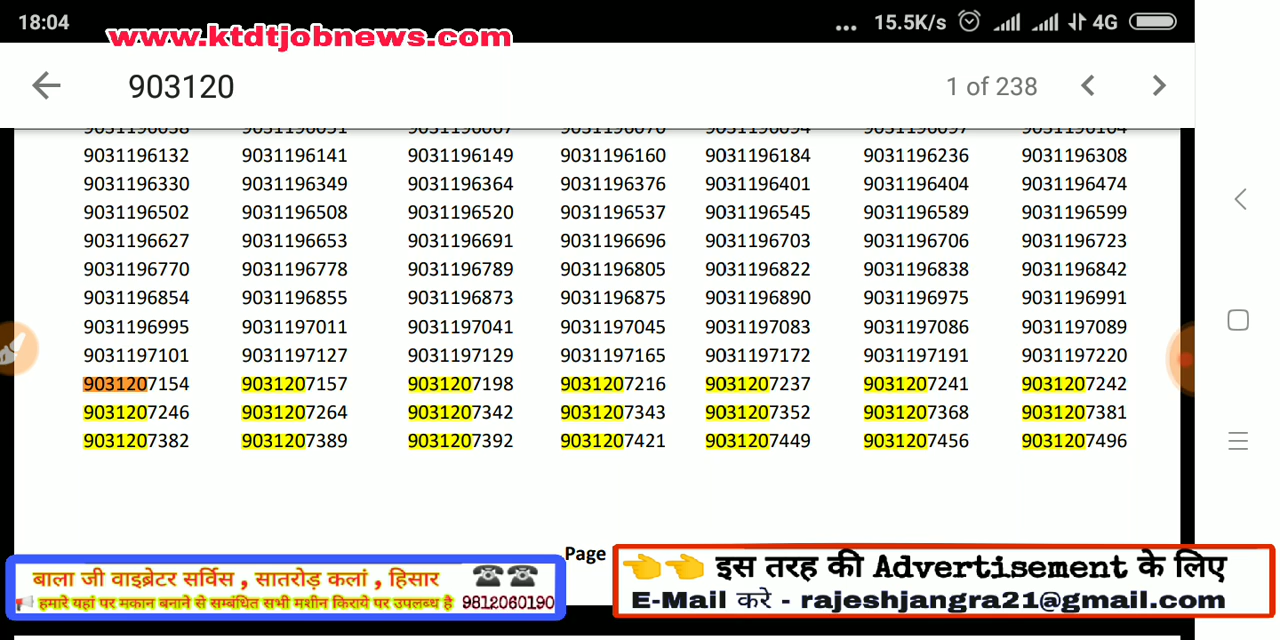 18:04
www.ktdtjobnews.com
... 15.5K/s 4G
903120
1 of 238
9031196132 9031196141 9031196149 9031196160 9031196184 9031196236 9031196308
9031196330 9031196349 9031196364 9031196376 9031196401 9031196404 9031196474
9031196502 9031196508 9031196520 9031196537 9031196545 9031196589 9031196599
9031196627 9031196653 9031196691 9031196696 9031196703 9031196706 9031196723
9031196770 9031196778 9031196789 9031196805 9031196822 9031196838 9031196842
9031196854 9031196855 9031196873 9031196875 9031196890 9031196975 9031196991
9031196995 9031197011 9031197041 9031197045 9031197083 9031197086 9031197089
9031197101 9031197127 9031197129 9031197165 9031197172 9031197191 9031197220
9031207154 9031207157 9031207198 9031207216 9031207237 9031207241 9031207242
9031207246 9031207264 9031207342 9031207343 9031207352 9031207368 9031207381
9031207382 9031207389 9031207392 9031207421 9031207449 9031207456 9031207496
Page
बाला जी वाइब्रेटर सर्विस , सातरोड़ कलां , हिसार
हमारे यहां पर मकान बनाने से सम्बंधित सभी मशीन किराये पर उपलब्ध है 9812060190
इस तरह की Advertisement के लिए
E-Mail करे - rajeshjangra21@gmail.com